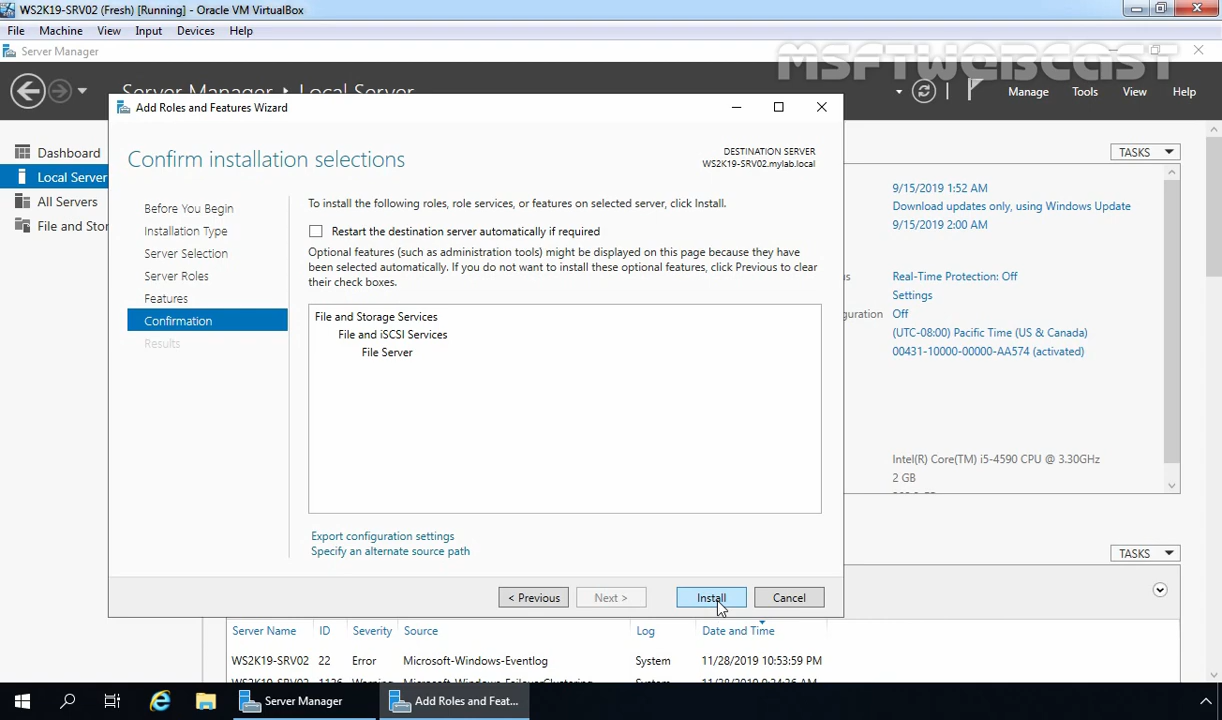 WS2K19-SRV02 (Fresh) [Running] - Oracle VM VirtualBox
File Machine View Input Devices Help
Server Manager
MSFTWEBCAST
Server Manager Local Server
Manage Tools View Help
Add Roles and Features Wizard
Confirm installation selections
DESTINATION SERVER
WS2K19-SRV02.mylab.local
Dashboard
Local Server
All Servers
File and Stor
Before You Begin
Installation Type
Server Selection
Server Roles
Features
Confirmation
Results
To install the following roles, role services, or features on selected server, click Install.
Restart the destination server automatically if required
Optional features (such as administration tools) might be displayed on this page because they have
been selected automatically. If you do not want to install these optional features, click Previous to clear
their check boxes.
File and Storage Services
File and iSCSI Services
File Server
Export configuration settings
Specify an alternate source path
< Previous Next > Install Cancel
TASKS
9/15/2019 1:52 AM
Download updates only, using Windows Update
9/15/2019 2:00 AM
us Real-Time Protection: Off
Settings
guration Off
(UTC-08:00) Pacific Time (US & Canada)
00431-10000-00000-AA574 (activated)
Intel(R) Core(TM) i5-4590 CPU @ 3.30GHz
2 GB
TASKS
Server Name ID Severity Source Log Date and Time
WS2K19-SRV02 22 Error Microsoft-Windows-Eventlog System 11/28/2019 10:53:59 PM
Server Manager Add Roles and Feat...